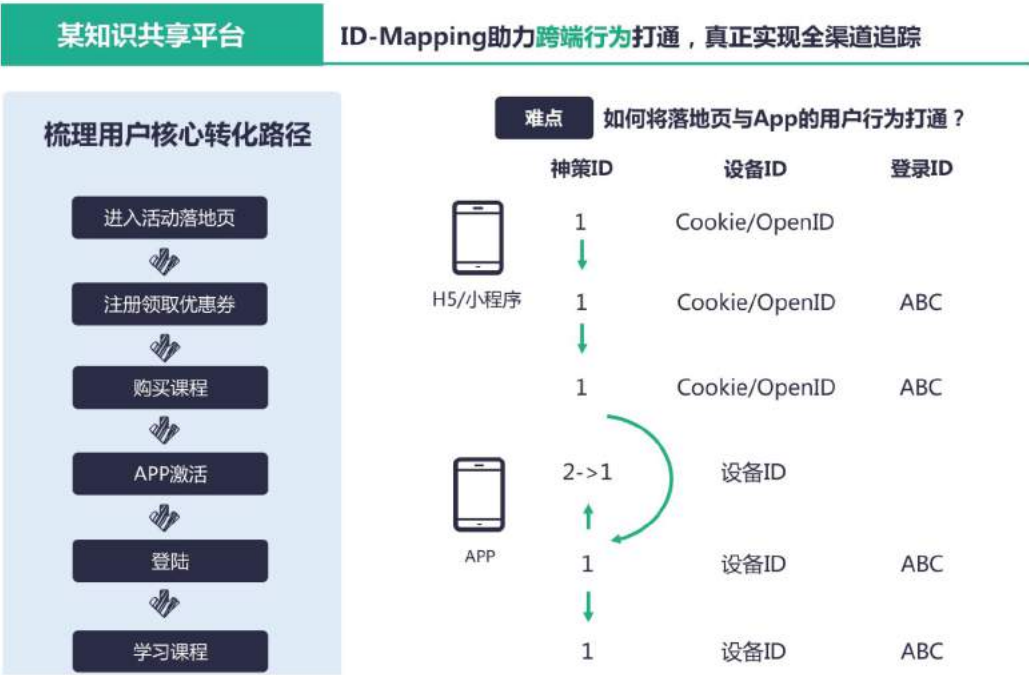 某知识共享平台
ID-Mapping助力跨端行为打通，真正实现全渠道追踪
梳理用户核心转化路径
进入活动落地页
注册领取优惠券
购买课程
APP激活
登陆
学习课程
难点 如何将落地页与App的用户行为打通？
神策ID 设备ID 登录ID
1 Cookie/OpenID
H5/小程序 1 Cookie/OpenID ABC
1 Cookie/OpenID ABC
2->1 设备ID
APP 1 设备ID ABC
1 设备ID ABC